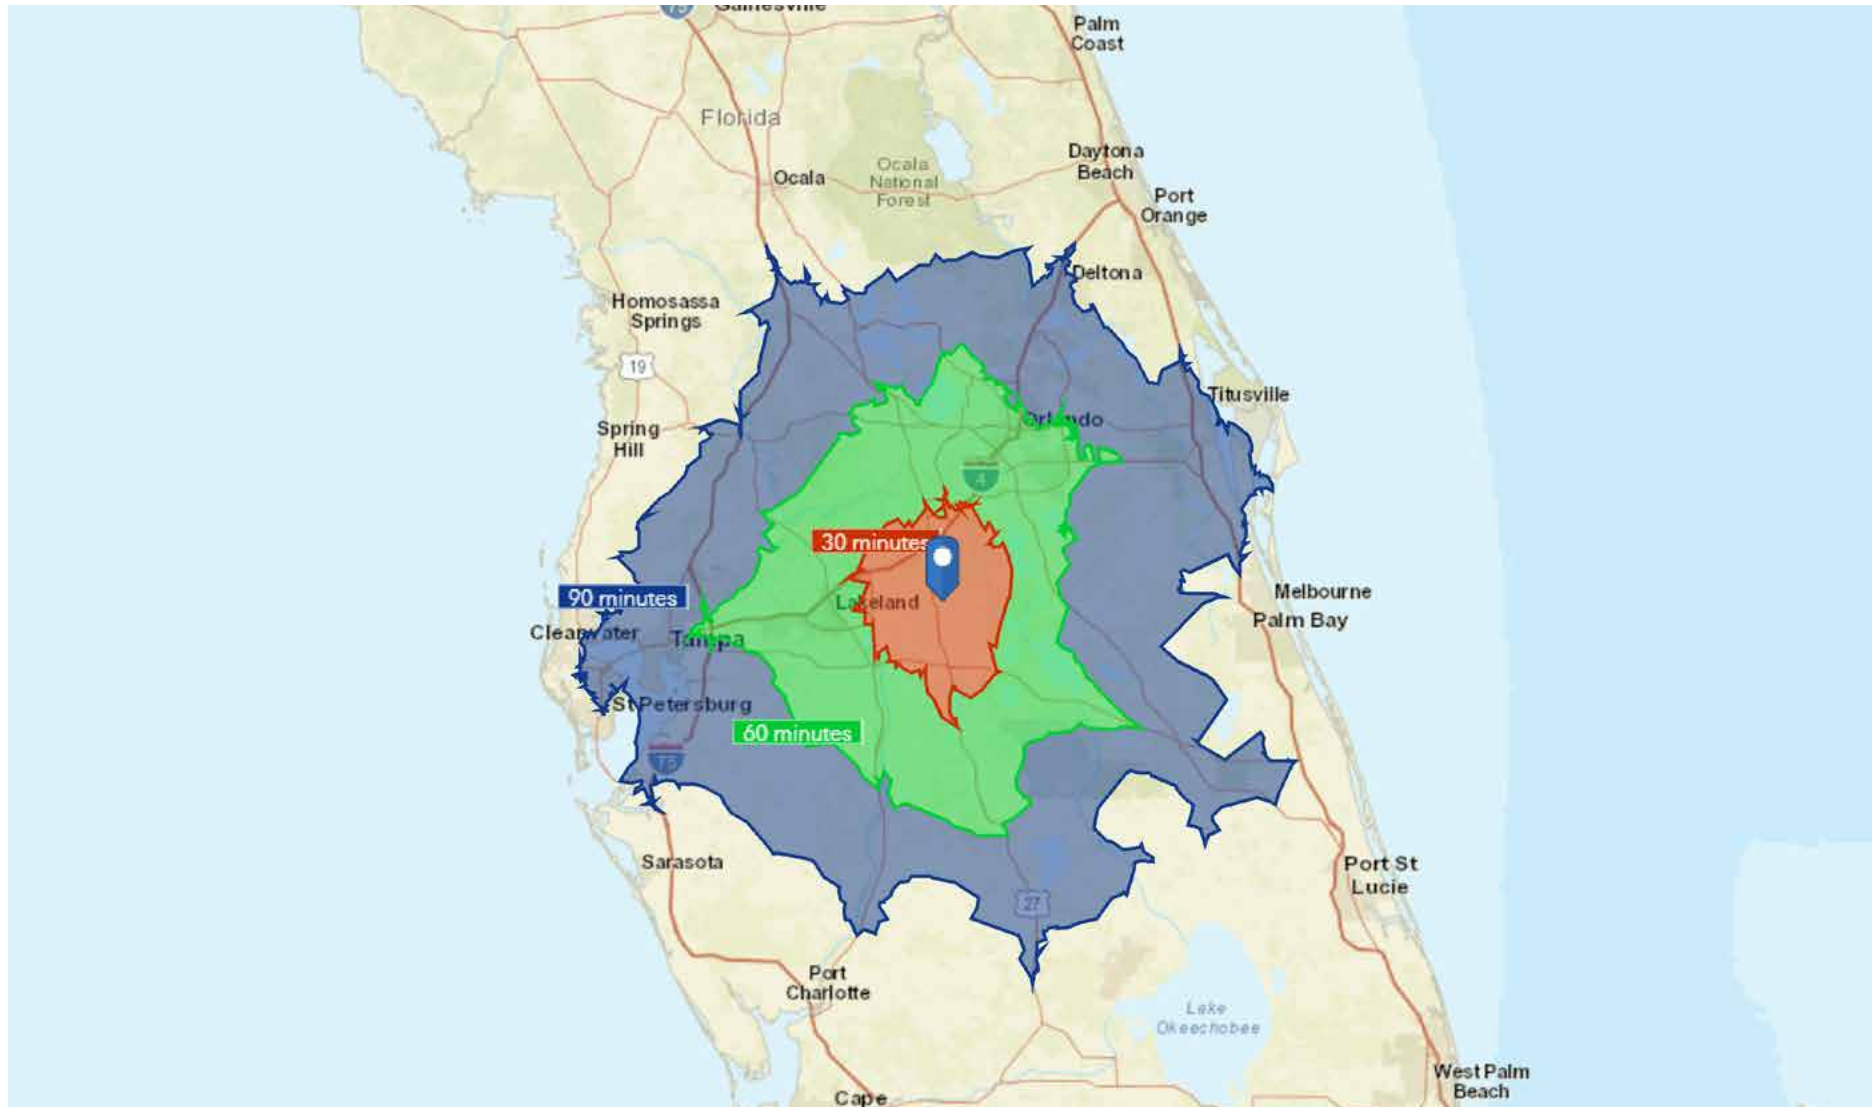 75
Gainesville
Palm
Coast
Florida
Daytona
Beach
Ocala
Ocala
National
Forest
Port
Orange
Deltona
Homosassa
Springs
19
Titusville
Orlando
Spring
Hill
4
30 minutes
90 minutes
Lakeland
Melbourne
Palm Bay
Clearwater
Tampa
St Petersburg
60 minutes
75
Sarasota
Port St
Lucie
27
Port
Charlotte
Lake
Okeechobee
West Palm
Beach
Cape